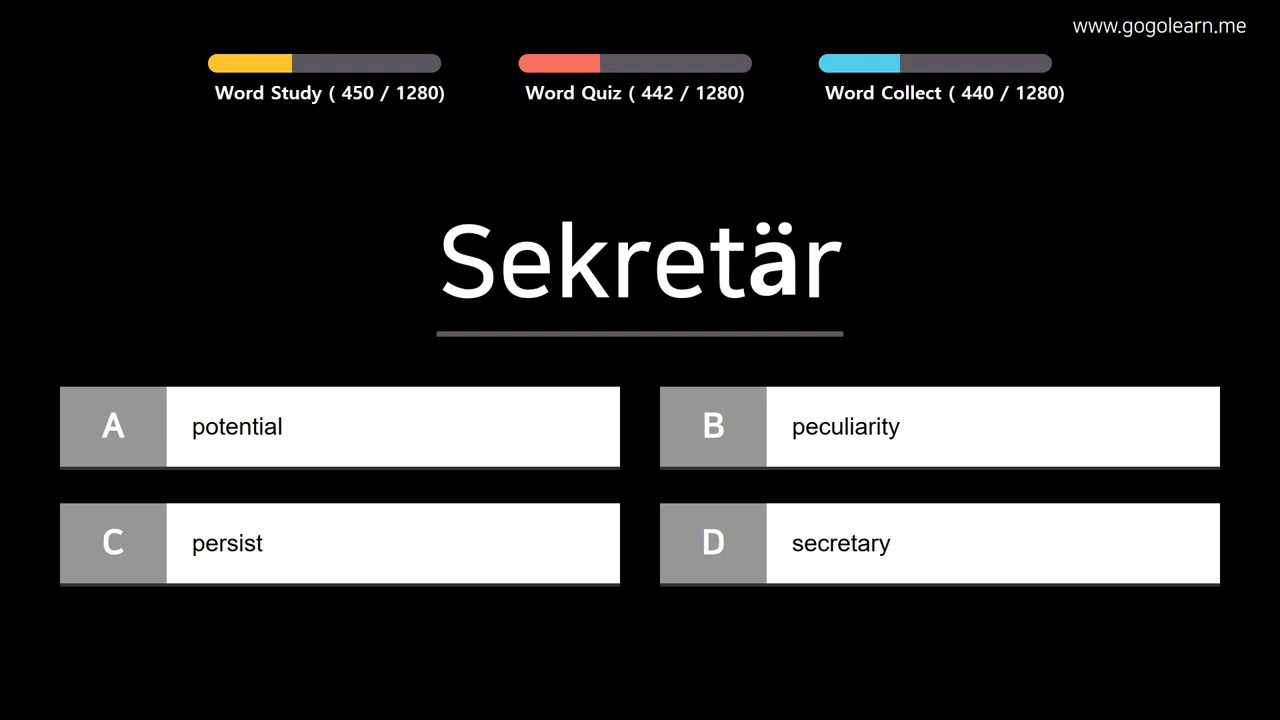 www.gogolearn.me
Word Study ( 450 / 1280)
Word Quiz ( 442 / 1280)
Word Collect ( 440 / 1280)
Sekretär
A potential
B peculiarity
C persist
D secretary